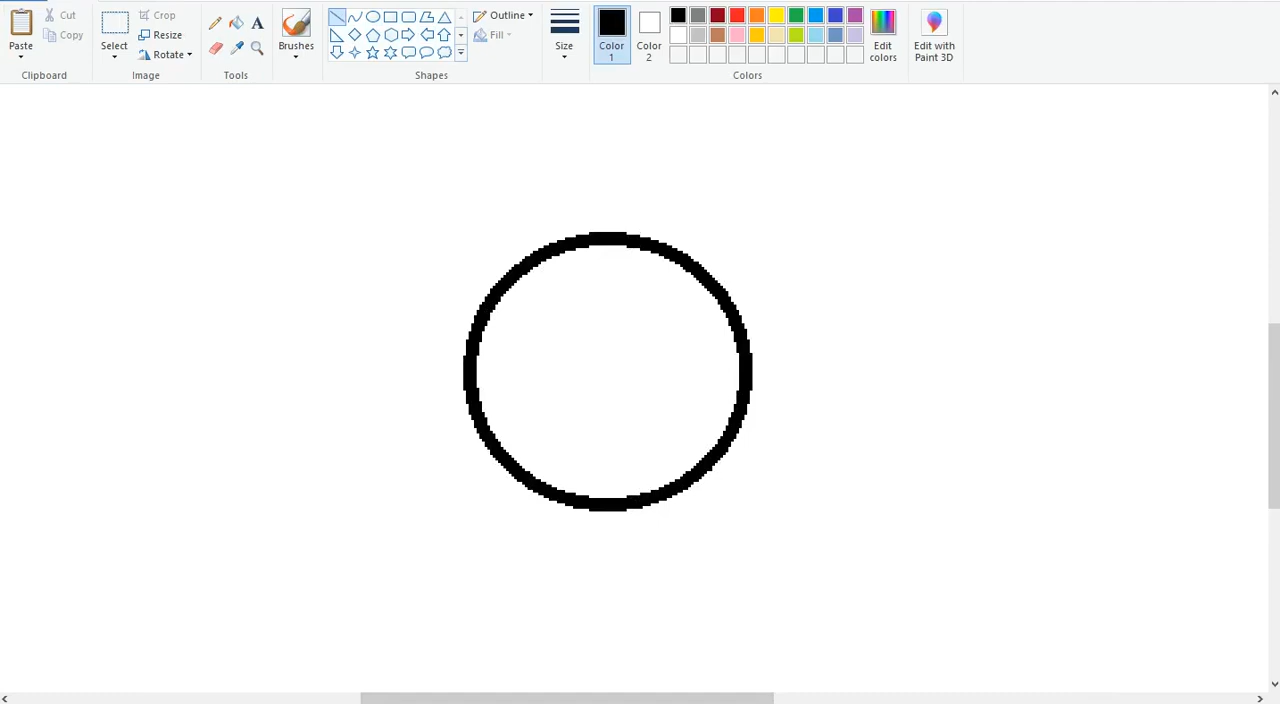 Cut
Crop
Outline
Copy
Resize
Fill
Paste
Select
Rotate
A
Brushes
Size
Color
1
Color
2
Edit
colors
Edit with
Paint 3D
Clipboard
Image
Tools
Shapes
Colors